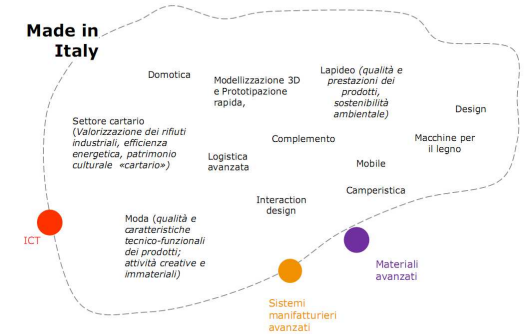 Made in
Italy
Domotica
Modellizzazione 3D
e Prototipazione
rapida,
Lapideo (qualità e
prestazioni dei
prodotti,
sostenibilità
ambientale)
Design
Settore cartario
(Valorizzazione dei rifiuti
industriali, efficienza
energetica, patrimonio
culturale «cartario»)
Complemento
Macchine per
il legno
Logistica
avanzata
Mobile
Camperistica
Interaction
design
Moda (qualità e
caratteristiche
tecnico-funzionali
dei prodotti;
attività creative e
immateriali)
ICT
Materiali
avanzati
Sistemi
manifatturieri
avanzati